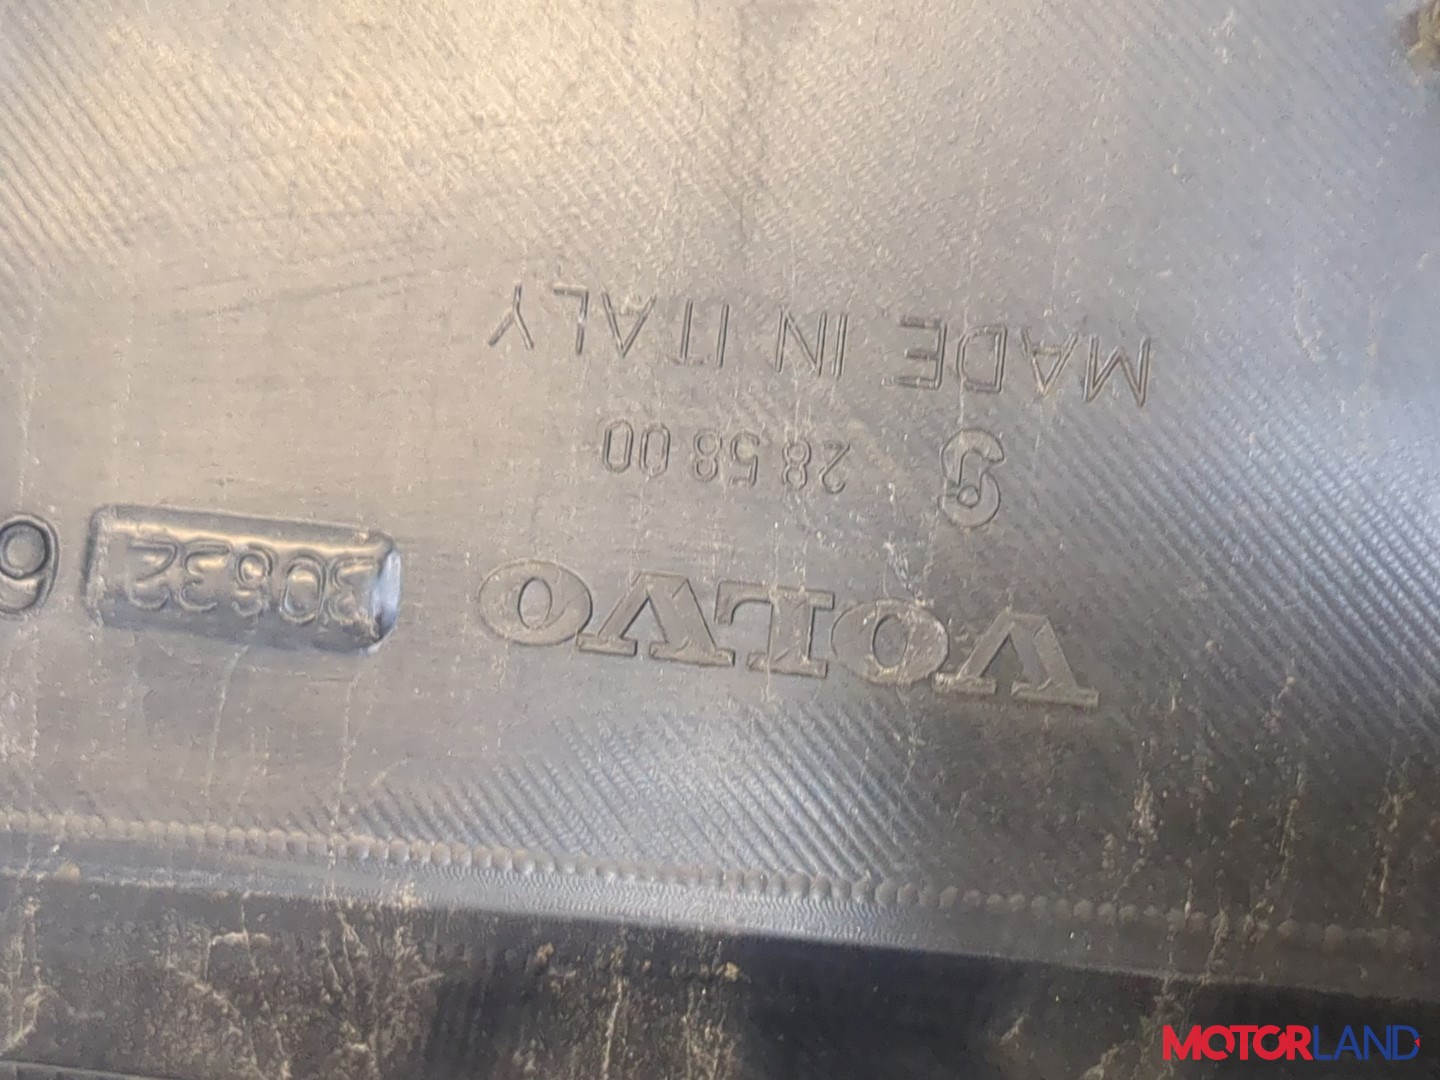 VOLVO 30632
28 58 00
MADE IN ITALY
MOTORLAND